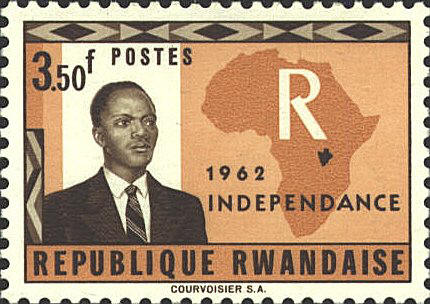 3.50f POSTES
R
1962
INDEPENDANCE
REPUBLIQUE RWANDAISE
COURVOISIER S.A.